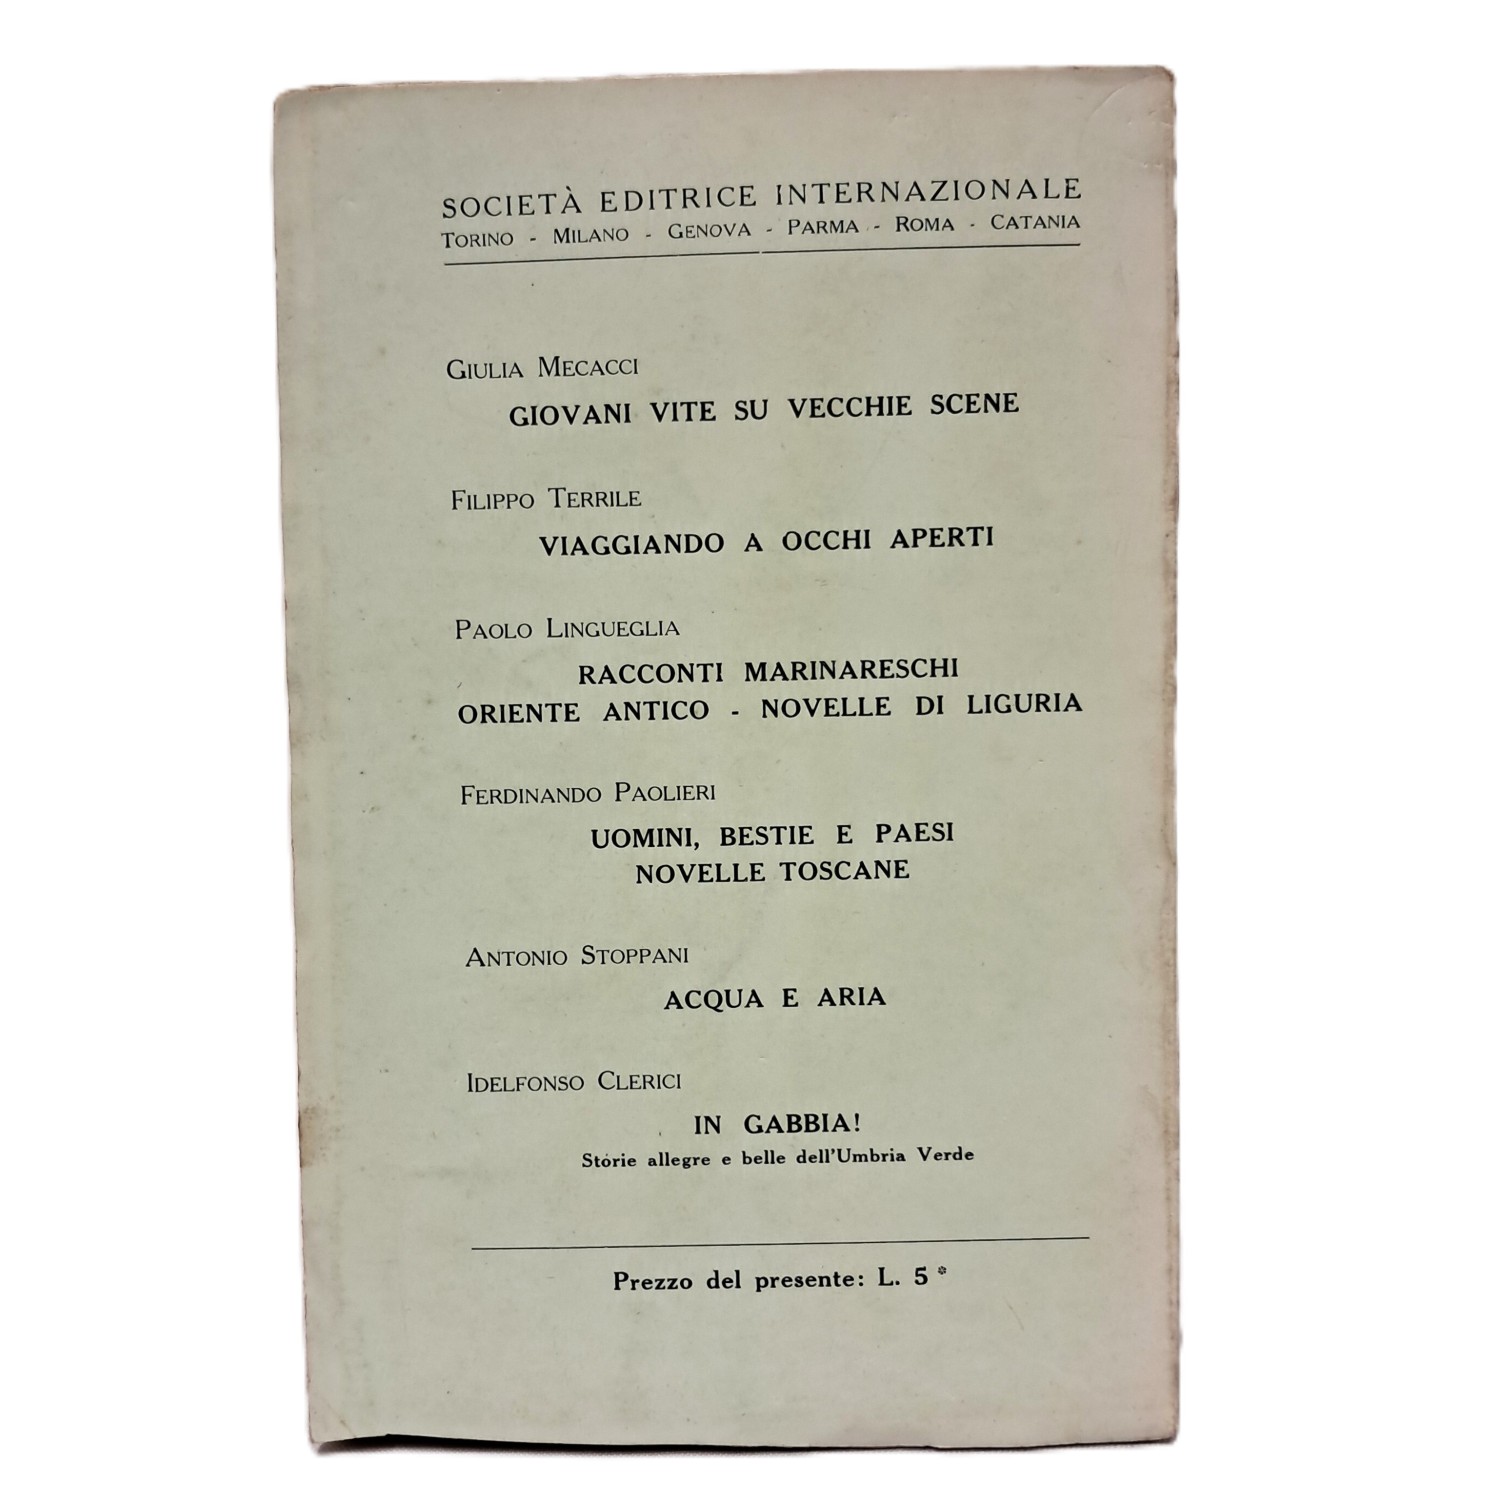 SOCIETÀ EDITRICE INTERNAZIONALE
TORINO - MILANO - GENOVA - PARMA - ROMA - CATANIA
GIULIA MECACCI
GIOVANI VITE SU VECCHIE SCENE
FILIPPO TERRILE
VIAGGIANDO A OCCHI APERTI
PAOLO LINGUEGLIA
RACCONTI MARINARESCHI
ORIENTE ANTICO - NOVELLE DI LIGURIA
FERDINANDO PAOLIERI
UOMINI, BESTIE E PAESI
NOVELLE TOSCANE
ANTONIO STOPPANI
ACQUA E ARIA
IDELFONSO CLERICI
IN GABBIA!
Storie allegre e belle dell'Umbria Verde
Prezzo del presente: L. 5 *